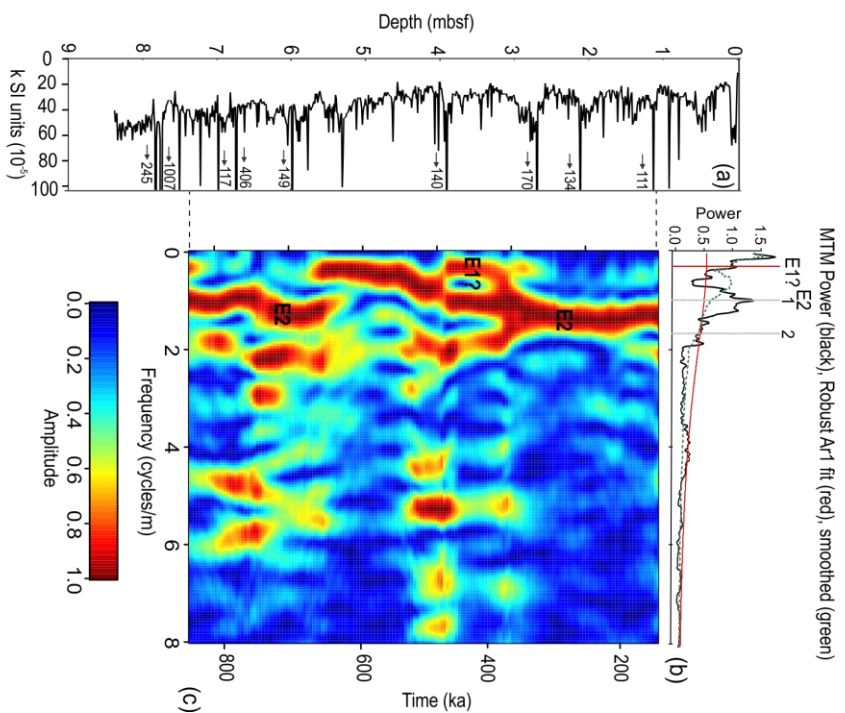 Depth (mbsf)
9 8 7 6 5 4 3 2 1 0
k SI units (10⁻⁵)
0
20
40
60
80
100
245
1007
117
406
149
140
170
134
111
(a)
MTM Power (black), Robust Ar1 fit (red), smoothed (green)
Power
0.0 0.5 1.0 1.5
E1?
E2
1
2
(b)
E1?
E2
E2
0
2
4
6
8
Frequency (cycles/m)
800 600 400 200
Time (ka)
(c)
0.0
0.2
0.4
0.6
0.8
1.0
Amplitude